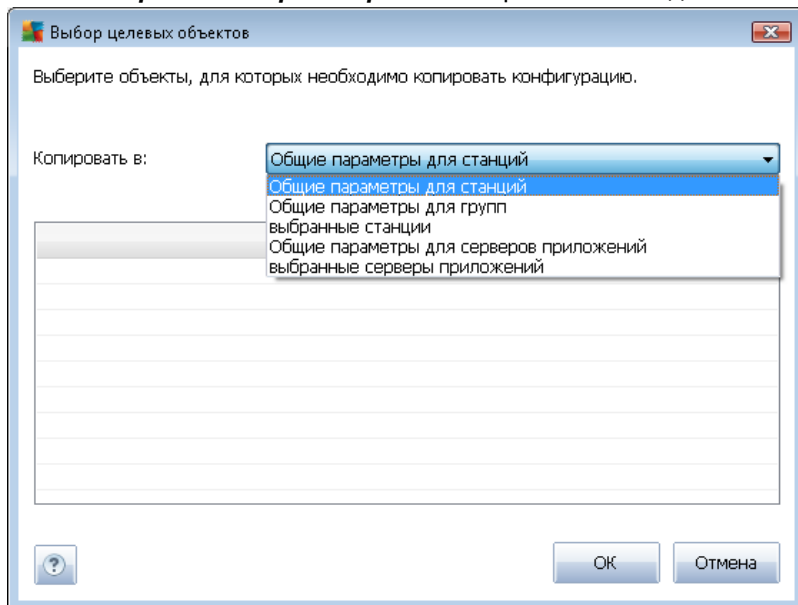 Выбор целевых объектов
Выберите объекты, для которых необходимо копировать конфигурацию.
Копировать в:
Общие параметры для станций
Общие параметры для станций
Общие параметры для групп
выбранные станции
Общие параметры для серверов приложений
выбранные серверы приложений
?
ОК
Отмена